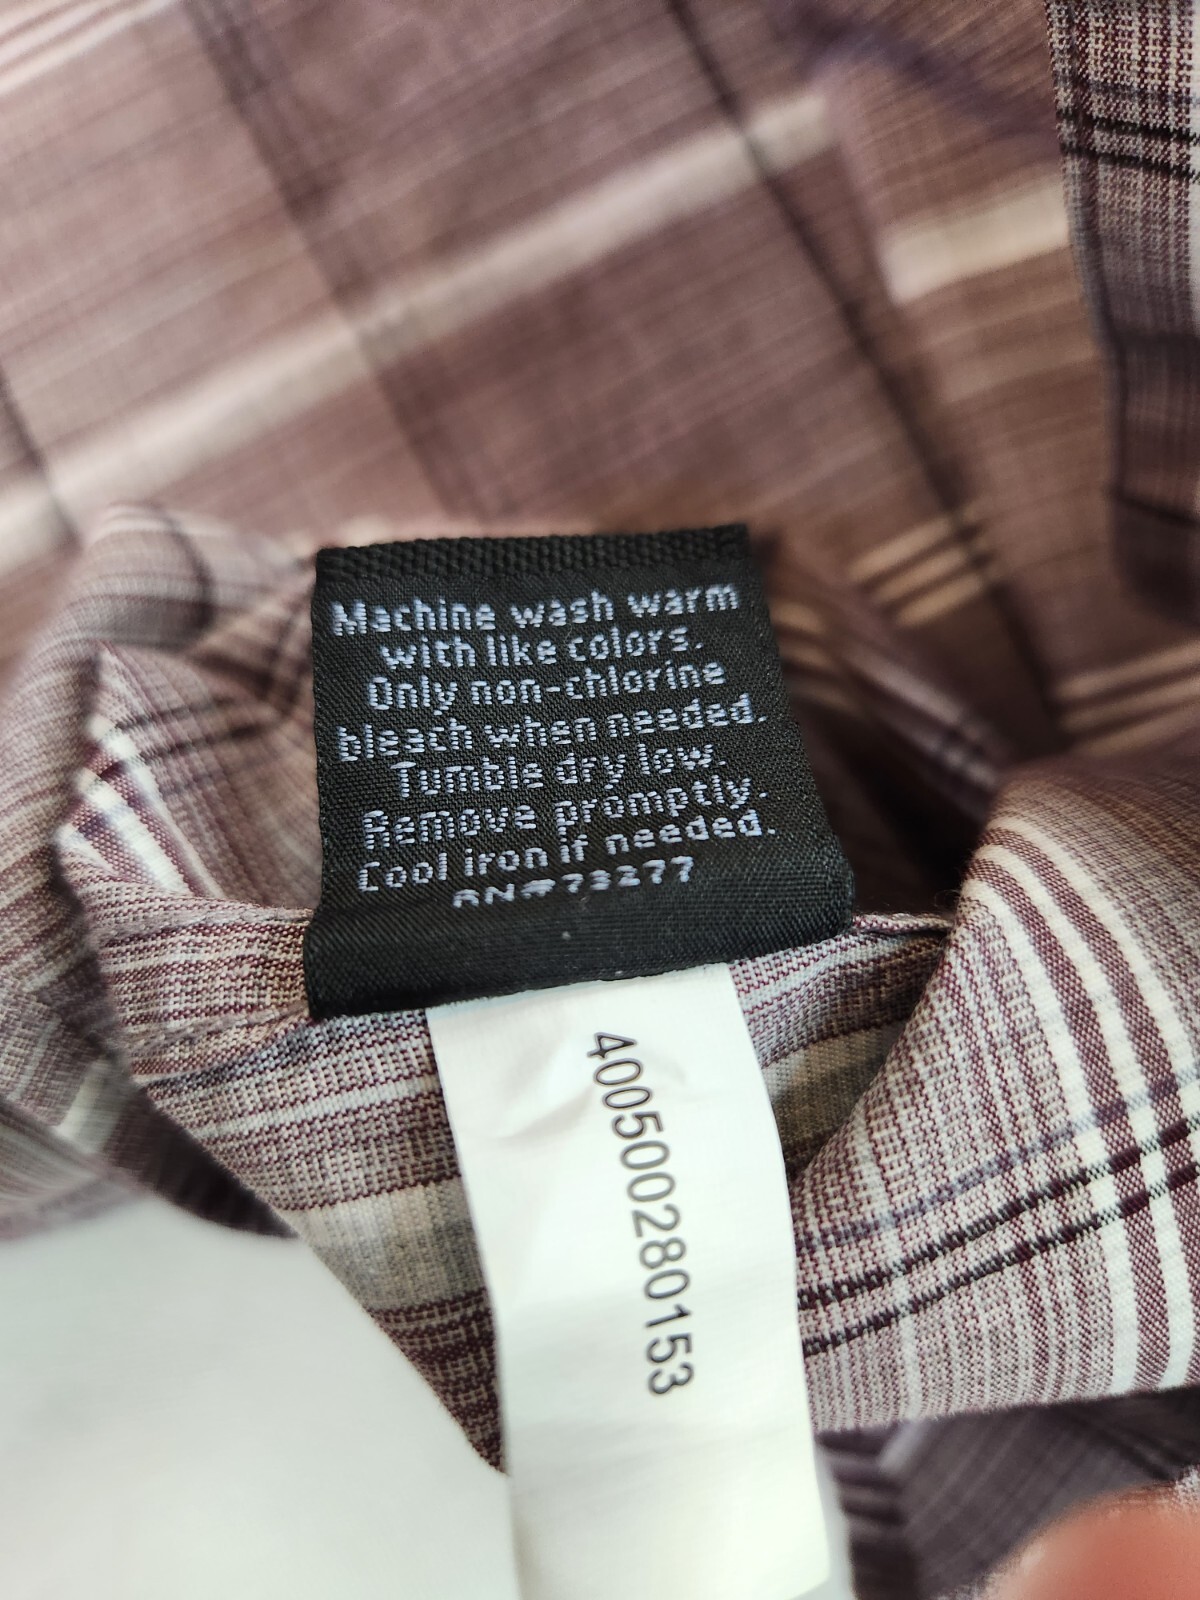 Machine wash warm
with like colors.
Only non-chlorine
bleach when needed.
Tumble dry low.
Remove promptly.
Cool iron if needed.
RN#73277
400500280153